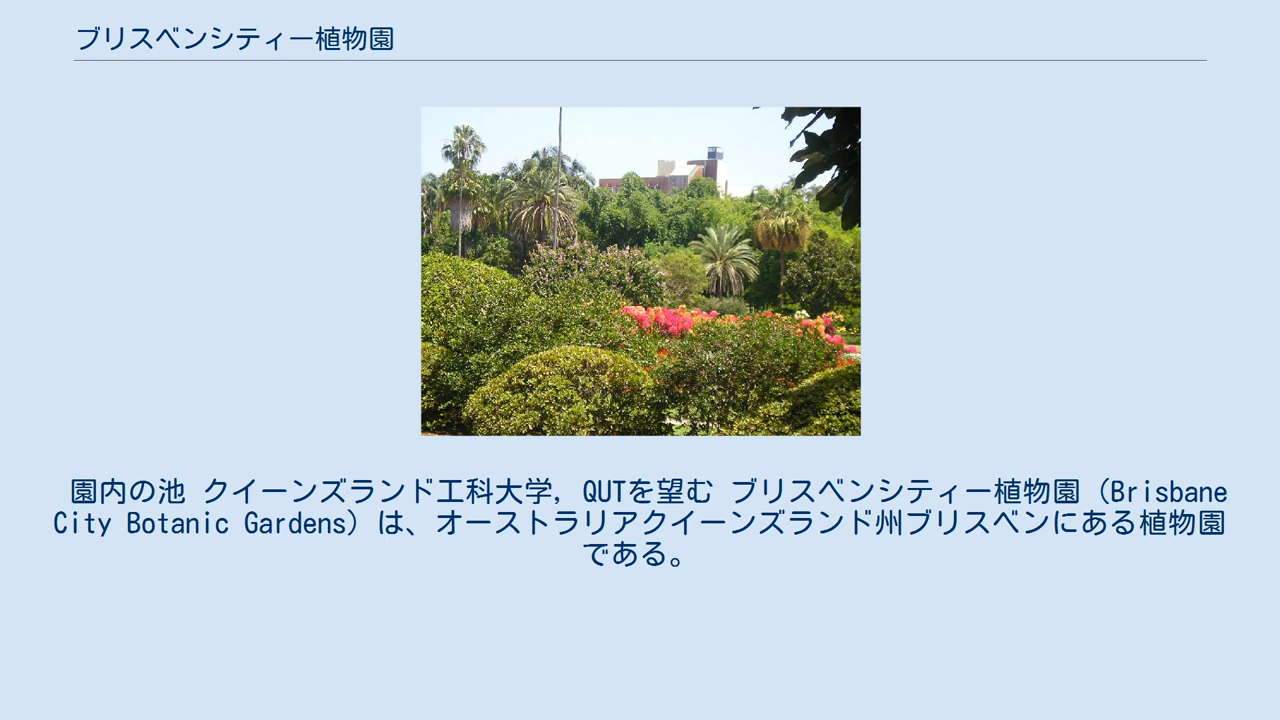 ブリスベンシティー植物園
園内の池 クイーンズランド工科大学, QUTを望む ブリスベンシティー植物園（Brisbane
City Botanic Gardens）は、オーストラリアクイーンズランド州ブリスベンにある植物園
である。